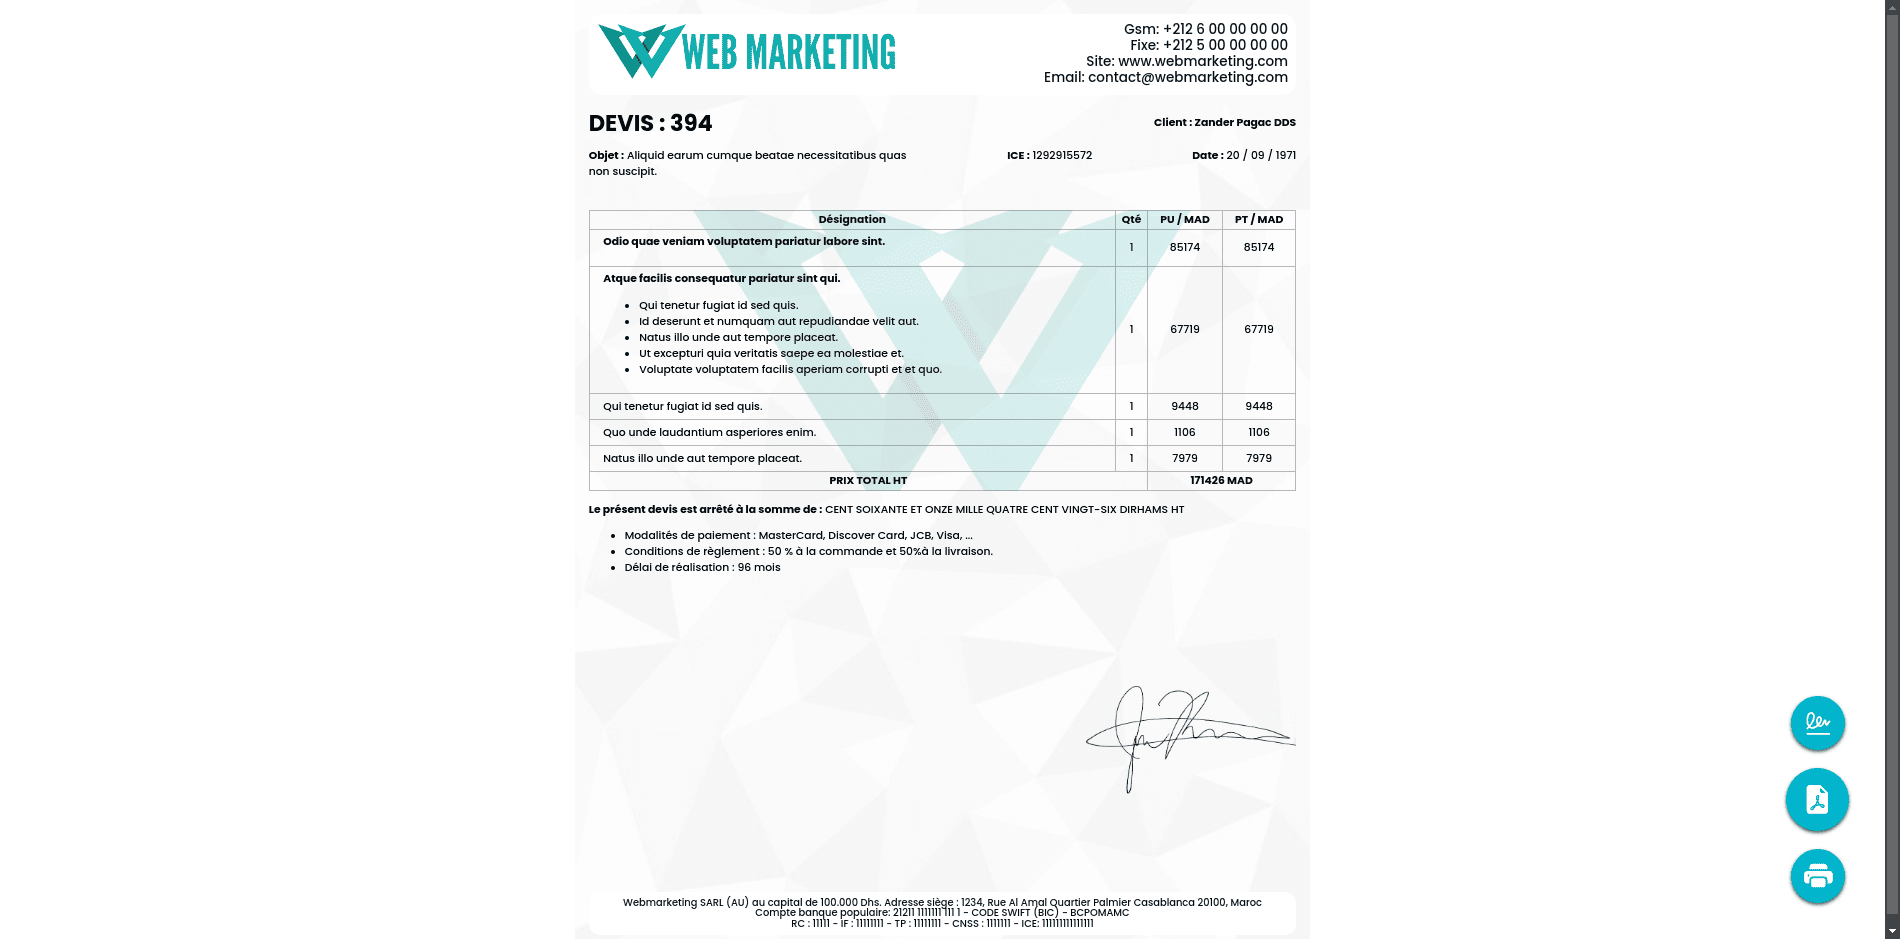 WEB MARKETING
Gsm: +212 6 00 00 00 00
Fixe: +212 5 00 00 00 00
Site: www.webmarketing.com
Email: contact@webmarketing.com
DEVIS : 394
Client : Zander Pagac DDS
Objet : Aliquid earum cumque beatae necessitatibus quas
non suscipit.
ICE : 1292915572
Date : 20 / 09 / 1971
Désignation Qté PU / MAD PT / MAD
Odio quae veniam voluptatem pariatur labore sint. 1 85174 85174
Atque facilis consequatur pariatur sint qui.
• Qui tenetur fugiat id sed quis.
• Id deserunt et numquam aut repudiandae velit aut.
• Natus illo unde aut tempore placeat.
• Ut excepturi quia veritatis saepe ea molestiae et.
• Voluptate voluptatem facilis aperiam corrupti et et quo.
1 67719 67719
Qui tenetur fugiat id sed quis. 1 9448 9448
Quo unde laudantium asperiores enim. 1 1106 1106
Natus illo unde aut tempore placeat. 1 7979 7979
PRIX TOTAL HT 171426 MAD
Le présent devis est arrêté à la somme de : CENT SOIXANTE ET ONZE MILLE QUATRE CENT VINGT-SIX DIRHAMS HT
• Modalités de paiement : MasterCard, Discover Card, JCB, Visa, ...
• Conditions de règlement : 50 % à la commande et 50%à la livraison.
• Délai de réalisation : 96 mois
Webmarketing SARL (AU) au capital de 100.000 Dhs. Adresse siège : 1234, Rue Al Amal Quartier Palmier Casablanca 20100, Maroc
Compte banque populaire: 21211 1111111 111 1 - CODE SWIFT (BIC) - BCPOMAMC
RC : 11111 - IF : 11111111 - TP : 11111111 - CNSS : 1111111 - ICE: 111111111111111